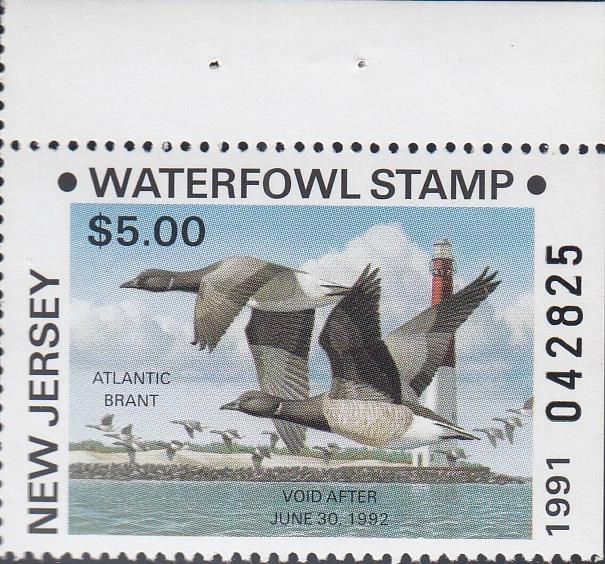 • WATERFOWL STAMP •
$5.00
NEW JERSEY
ATLANTIC
BRANT
VOID AFTER
JUNE 30, 1992
1991 042825